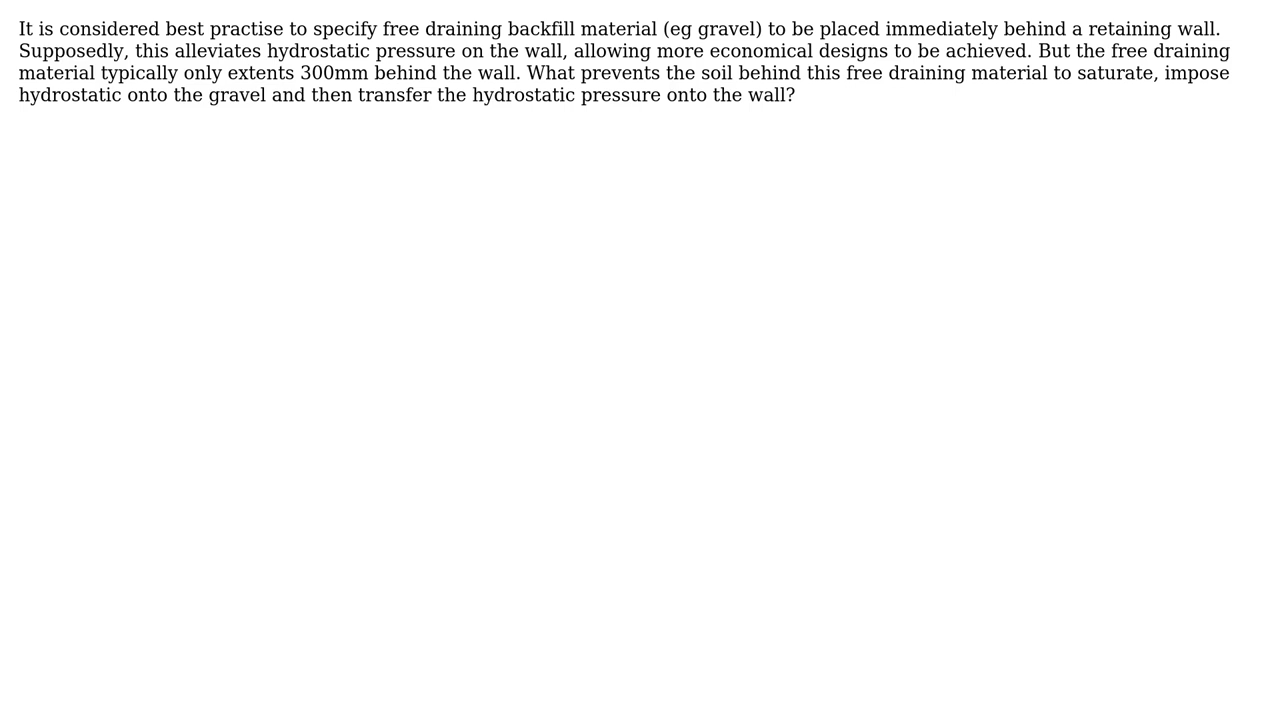 It is considered best practise to specify free draining backfill material (eg gravel) to be placed immediately behind a retaining wall.
Supposedly, this alleviates hydrostatic pressure on the wall, allowing more economical designs to be achieved. But the free draining
material typically only extents 300mm behind the wall. What prevents the soil behind this free draining material to saturate, impose
hydrostatic onto the gravel and then transfer the hydrostatic pressure onto the wall?